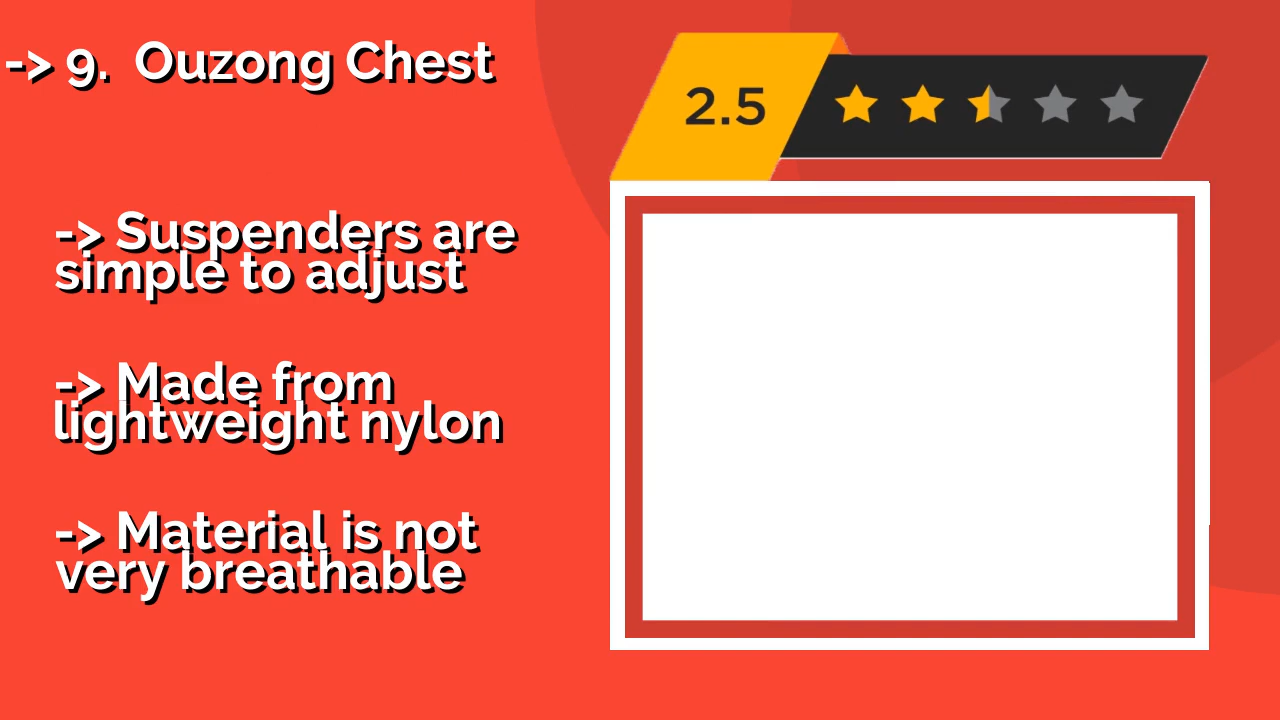 -> 9. Ouzong Chest
2.5
-> Suspenders are
simple to adjust
-> Made from
lightweight nylon
-> Material is not
very breathable